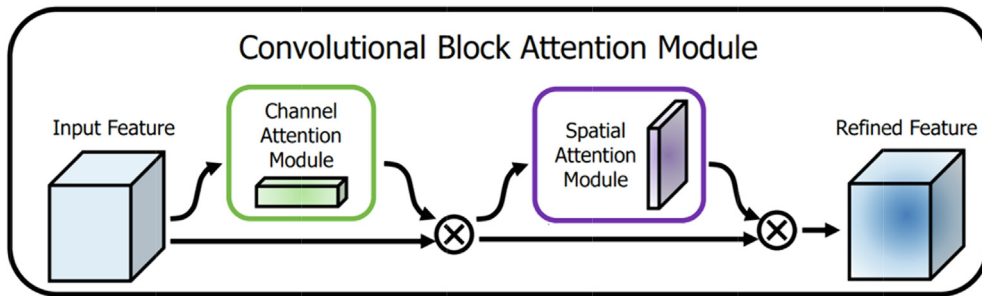 Convolutional Block Attention Module
Input Feature
Channel
Attention
Module
Spatial
Attention
Module
Refined Feature